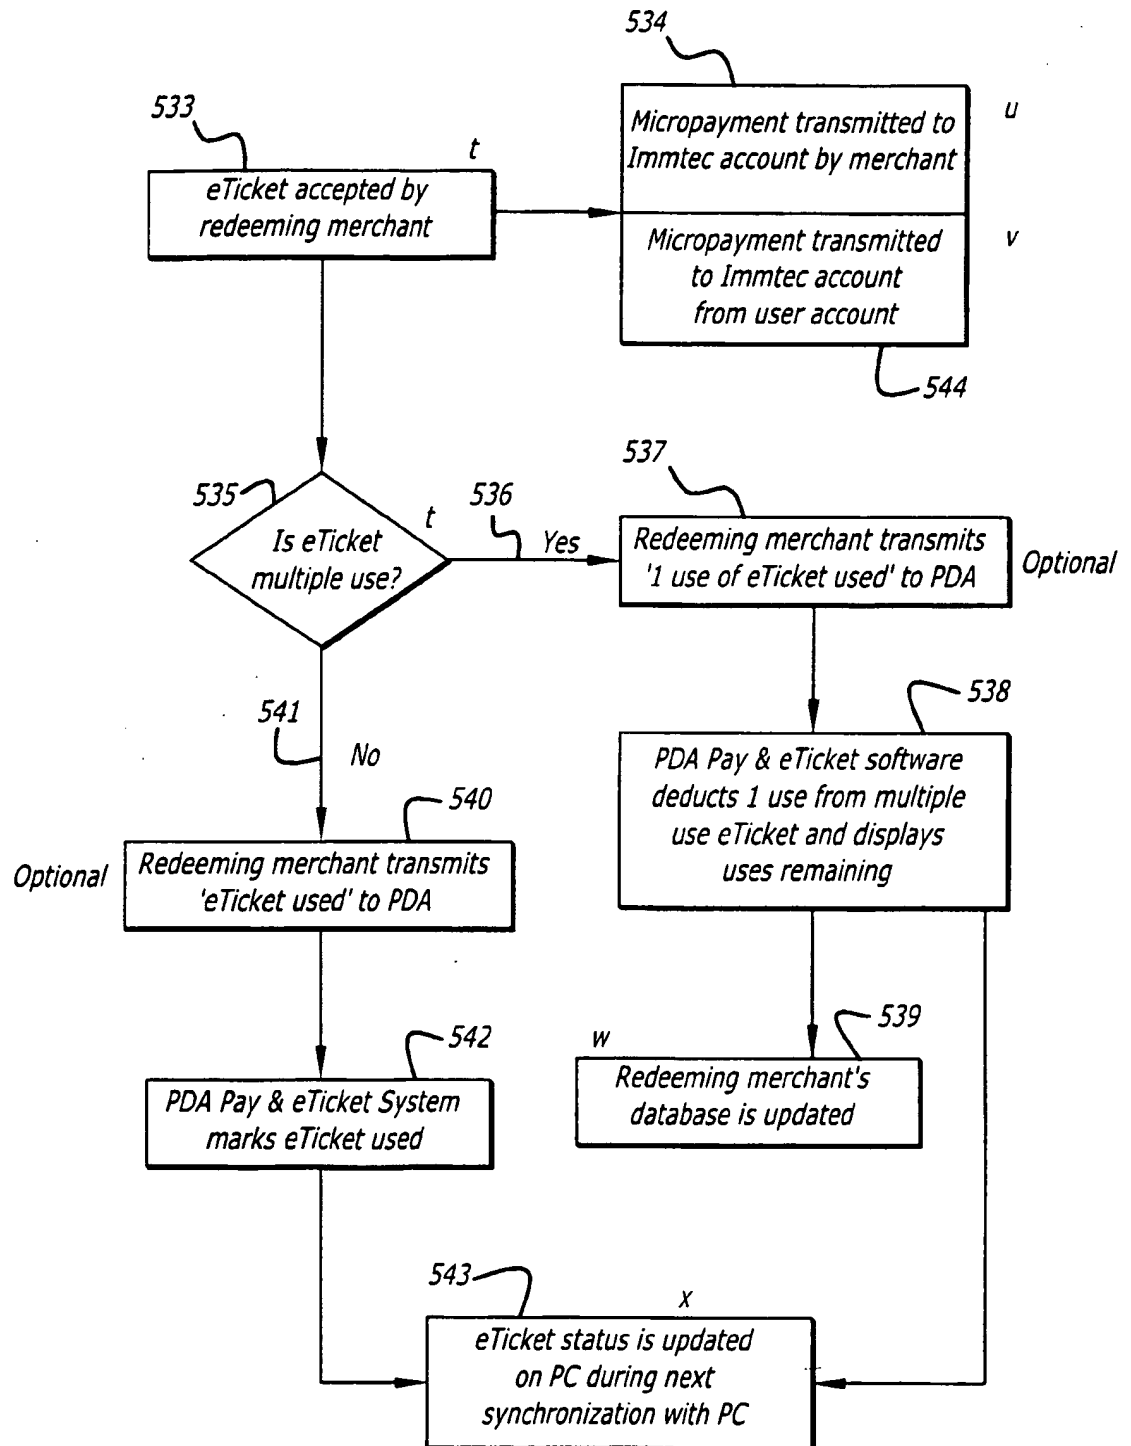 534
533
t
u
Micropayment transmitted to
Immtec account by merchant
eTicket accepted by
redeeming merchant
v
Micropayment transmitted
to Immtec account
from user account
544
537
535
536
t
Is eTicket
multiple use?
Yes
Redeeming merchant transmits
'1 use of eTicket used' to PDA
Optional
538
541
No
PDA Pay & eTicket software
deducts 1 use from multiple
use eTicket and displays
uses remaining
540
Optional
Redeeming merchant transmits
'eTicket used' to PDA
539
w
542
Redeeming merchant's
database is updated
PDA Pay & eTicket System
marks eTicket used
543
x
eTicket status is updated
on PC during next
synchronization with PC